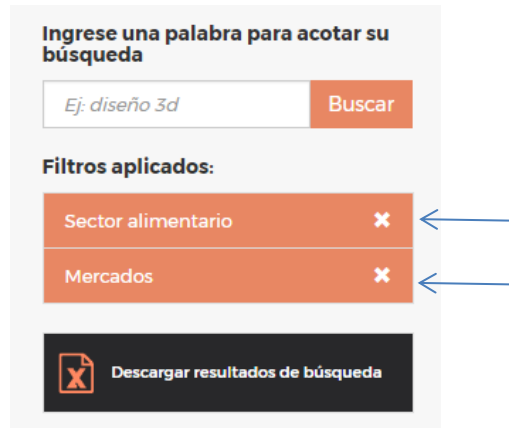 Ingrese una palabra para acotar su
búsqueda
Ej: diseño 3d
Buscar
Filtros aplicados:
Sector alimentario
Mercados
Descargar resultados de búsqueda